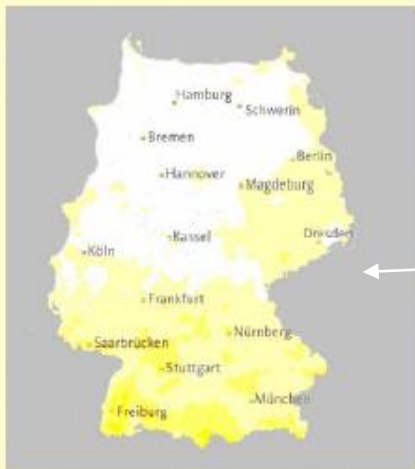 Hamburg
Schwerin
Bremen
Berlin
Hannover
Magdeburg
Dresden
Kassel
Köln
Frankfurt
Nürnberg
Saarbrücken
Stuttgart
München
Freiburg